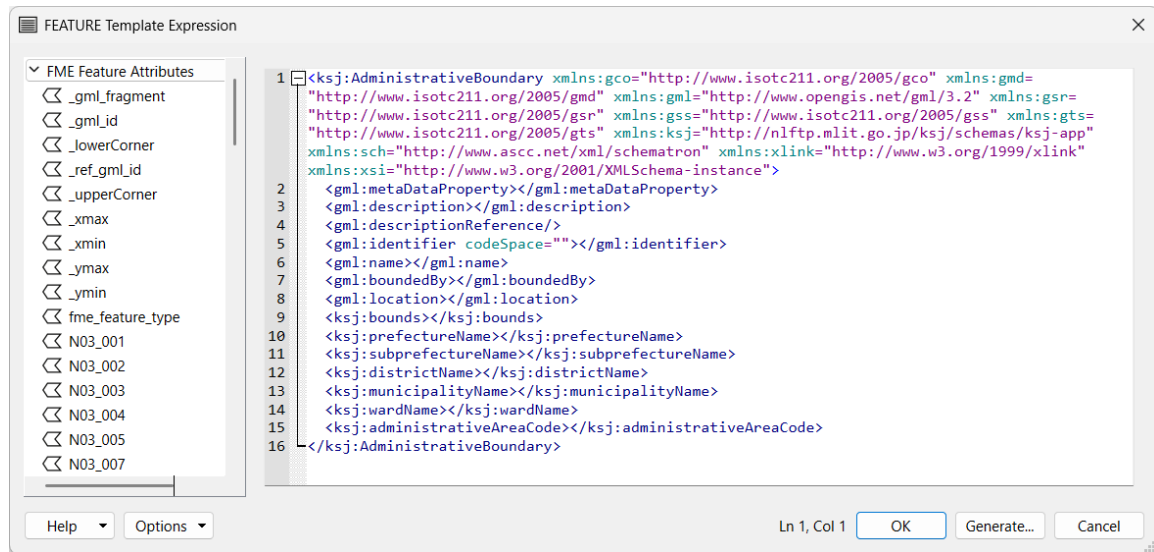 FEATURE Template Expression
FME Feature Attributes
_gml_fragment
_gml_id
_lowerCorner
_ref_gml_id
_upperCorner
_xmax
_xmin
_ymax
_ymin
fme_feature_type
N03_001
N03_002
N03_003
N03_004
N03_005
N03_007
1 <ksj:AdministrativeBoundary xmlns:gco="http://www.isotc211.org/2005/gco" xmlns:gmd=
"http://www.isotc211.org/2005/gmd" xmlns:gml="http://www.opengis.net/gml/3.2" xmlns:gsr=
"http://www.isotc211.org/2005/gsr" xmlns:gss="http://www.isotc211.org/2005/gss" xmlns:gts=
"http://www.isotc211.org/2005/gts" xmlns:ksj="http://nlftp.mlit.go.jp/ksj/schemas/ksj-app"
xmlns:sch="http://www.ascc.net/xml/schematron" xmlns:xlink="http://www.w3.org/1999/xlink"
xmlns:xsi="http://www.w3.org/2001/XMLSchema-instance">
2 <gml:metaDataProperty></gml:metaDataProperty>
3 <gml:description></gml:description>
4 <gml:descriptionReference/>
5 <gml:identifier codeSpace=""></gml:identifier>
6 <gml:name></gml:name>
7 <gml:boundedBy></gml:boundedBy>
8 <gml:location></gml:location>
9 <ksj:bounds></ksj:bounds>
10 <ksj:prefectureName></ksj:prefectureName>
11 <ksj:subprefectureName></ksj:subprefectureName>
12 <ksj:districtName></ksj:districtName>
13 <ksj:municipalityName></ksj:municipalityName>
14 <ksj:wardName></ksj:wardName>
15 <ksj:administrativeAreaCode></ksj:administrativeAreaCode>
16 </ksj:AdministrativeBoundary>
Help Options Ln 1, Col 1 OK Generate... Cancel